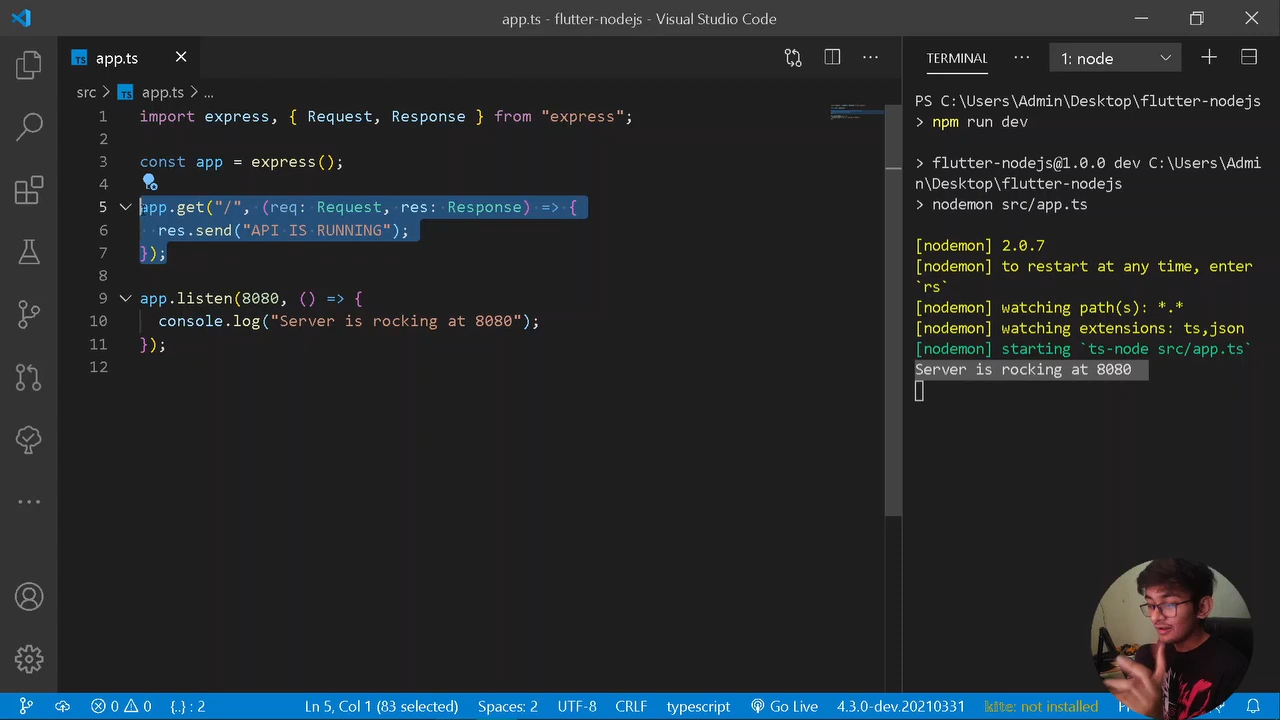 app.ts - flutter-nodejs - Visual Studio Code
TS app.ts
src > TS app.ts > ...
1 import express, { Request, Response } from "express";
2
3 const app = express();
4
5 app.get("/", (req: Request, res: Response) => {
6 res.send("API IS RUNNING");
7 });
8
9 app.listen(8080, () => {
10 console.log("Server is rocking at 8080");
11 });
12
TERMINAL ... 1: node
PS C:\Users\Admin\Desktop\flutter-nodejs
> npm run dev
> flutter-nodejs@1.0.0 dev C:\Users\Admi
n\Desktop\flutter-nodejs
> nodemon src/app.ts
[nodemon] 2.0.7
[nodemon] to restart at any time, enter
`rs`
[nodemon] watching path(s): *.*
[nodemon] watching extensions: ts,json
[nodemon] starting `ts-node src/app.ts`
Server is rocking at 8080
0 0 {..} : 2 Ln 5, Col 1 (83 selected) Spaces: 2 UTF-8 CRLF typescript Go Live 4.3.0-dev.20210331 kite: not installed